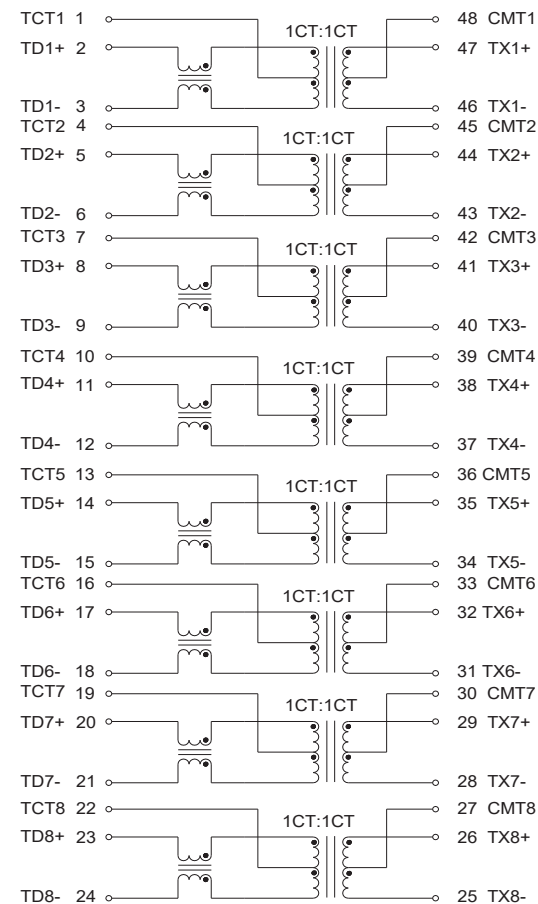 TCT1 1 48 CMT1
1CT:1CT
TD1+ 2 47 TX1+
TD1- 3 46 TX1-
TCT2 4 45 CMT2
1CT:1CT
TD2+ 5 44 TX2+
TD2- 6 43 TX2-
TCT3 7 42 CMT3
1CT:1CT
TD3+ 8 41 TX3+
TD3- 9 40 TX3-
TCT4 10 39 CMT4
1CT:1CT
TD4+ 11 38 TX4+
TD4- 12 37 TX4-
TCT5 13 36 CMT5
1CT:1CT
TD5+ 14 35 TX5+
TD5- 15 34 TX5-
TCT6 16 33 CMT6
1CT:1CT
TD6+ 17 32 TX6+
TD6- 18 31 TX6-
TCT7 19 30 CMT7
1CT:1CT
TD7+ 20 29 TX7+
TD7- 21 28 TX7-
TCT8 22 27 CMT8
1CT:1CT
TD8+ 23 26 TX8+
TD8- 24 25 TX8-